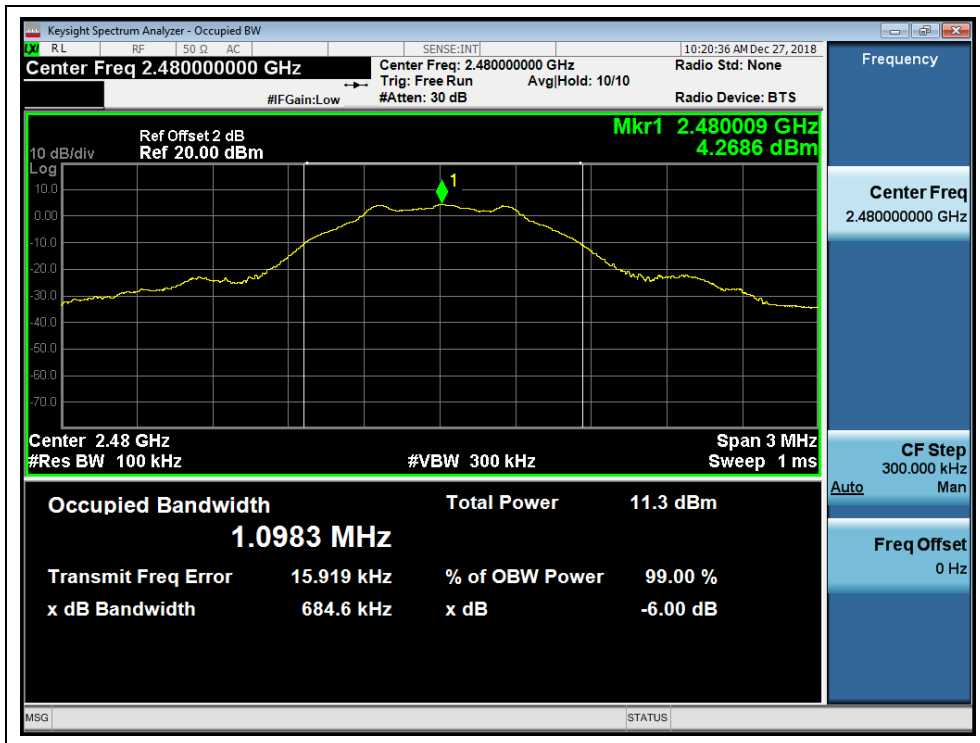 Keysight Spectrum Analyzer - Occupied BW
LXI RL RF 50 Ω AC SENSE:INT 10:20:36 AM Dec 27, 2018
Center Freq 2.480000000 GHz Center Freq: 2.480000000 GHz Radio Std: None
Trig: Free Run Avg|Hold: 10/10
#IFGain:Low #Atten: 30 dB Radio Device: BTS
Ref Offset 2 dB Mkr1 2.480009 GHz
10 dB/div Ref 20.00 dBm 4.2686 dBm
Log
10.0
0.00
-10.0
-20.0
-30.0
-40.0
-50.0
-60.0
-70.0
1
Center 2.48 GHz Span 3 MHz
#Res BW 100 kHz #VBW 300 kHz Sweep 1 ms
Occupied Bandwidth Total Power 11.3 dBm
1.0983 MHz
Transmit Freq Error 15.919 kHz % of OBW Power 99.00 %
x dB Bandwidth 684.6 kHz x dB -6.00 dB
MSG STATUS
Frequency
Center Freq
2.480000000 GHz
CF Step
300.000 kHz
Auto Man
Freq Offset
0 Hz